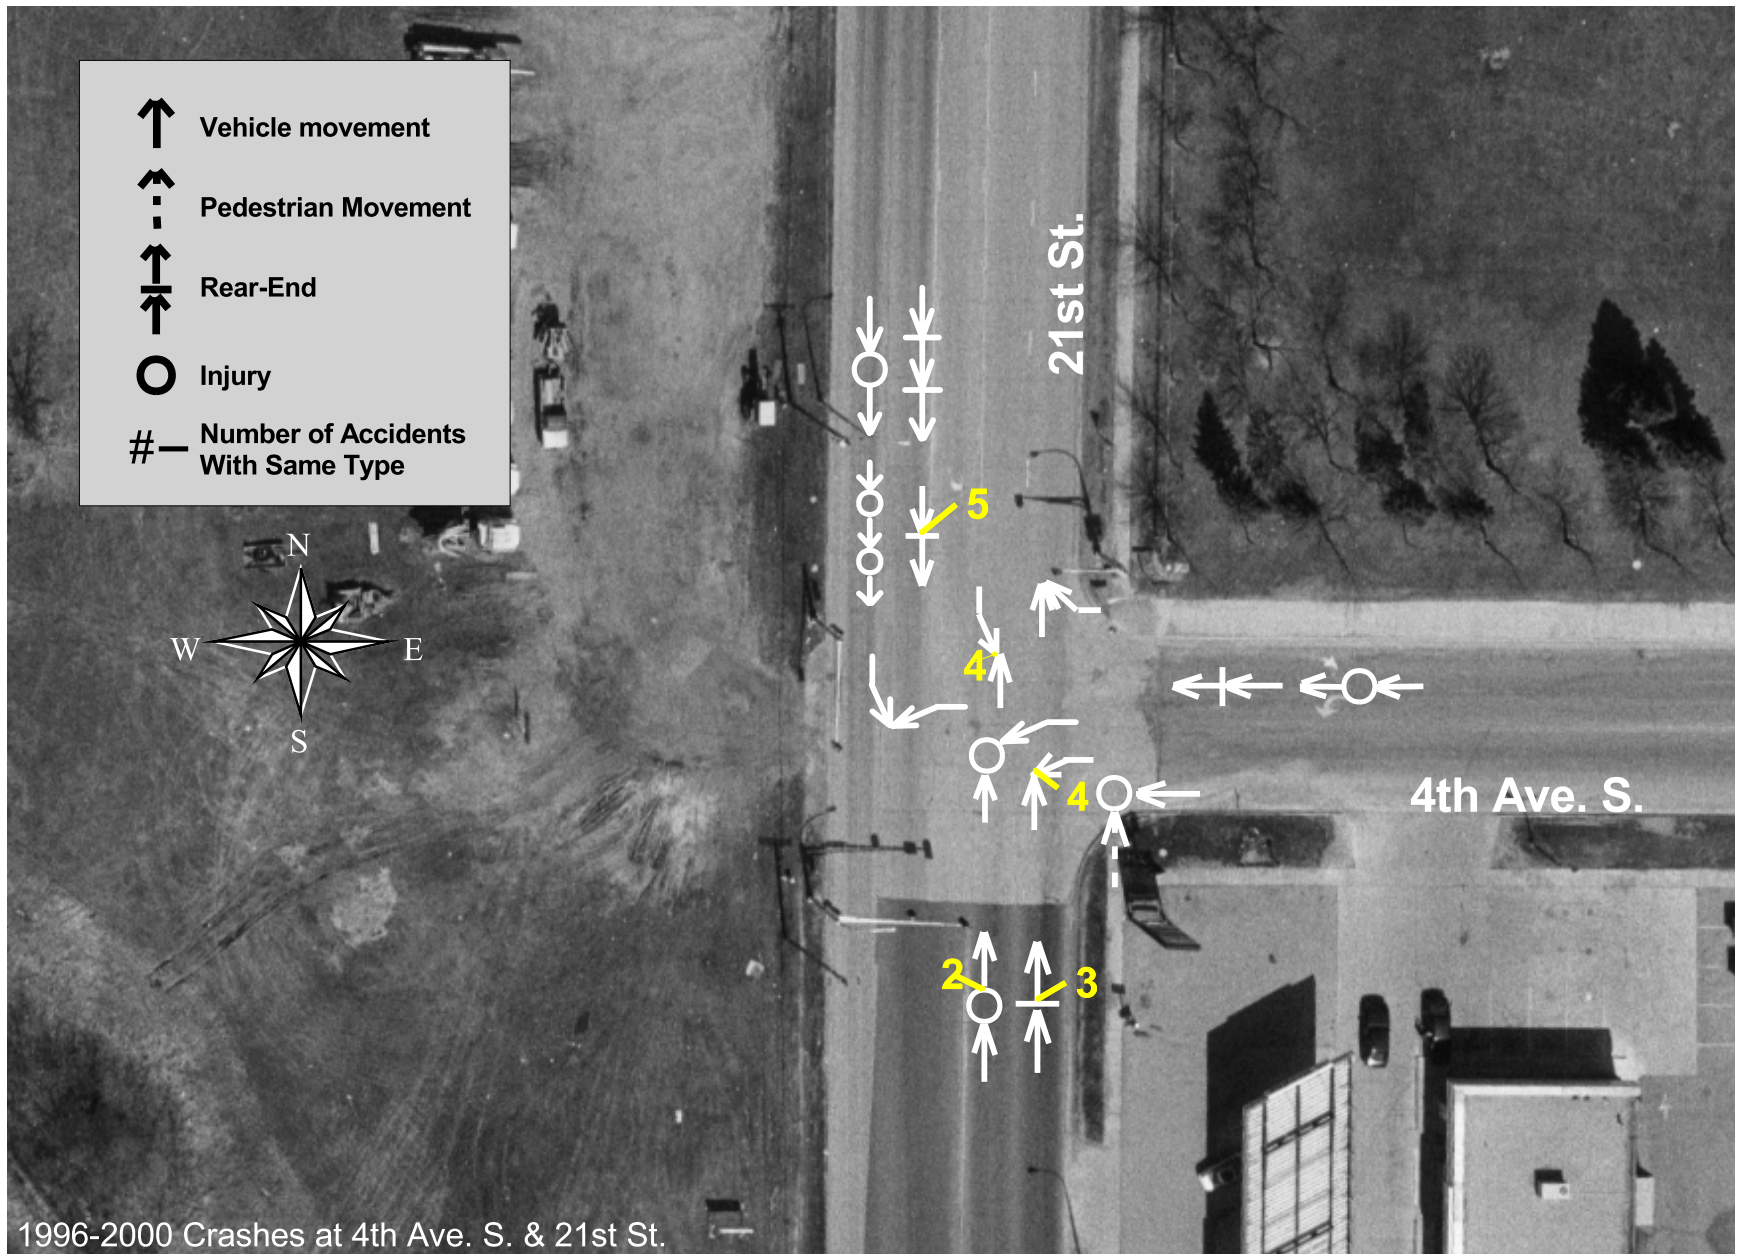 Vehicle movement
Pedestrian Movement
Rear-End
Injury
#– Number of Accidents
With Same Type
21st St.
5
N
W E
S
4
4
4th Ave. S.
2
3
1996-2000 Crashes at 4th Ave. S. & 21st St.